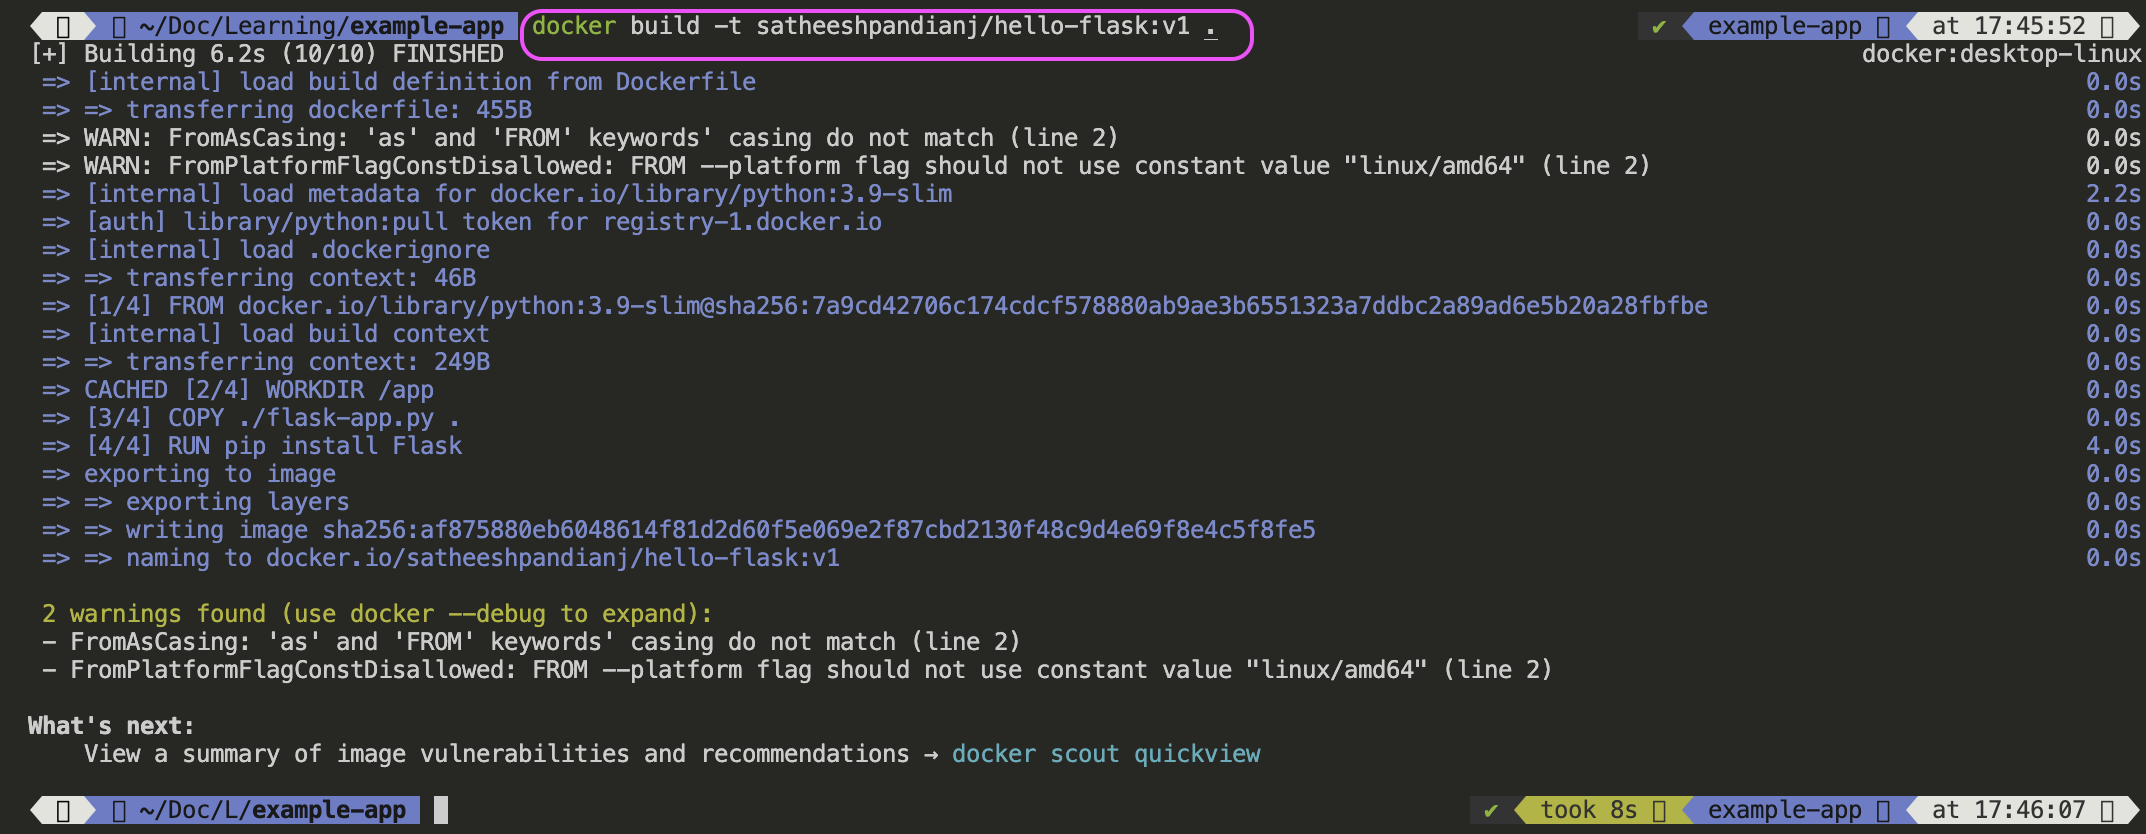 ~/Doc/Learning/example-app docker build -t satheeshpandianj/hello-flask:v1 . ✔ example-app at 17:45:52
[+] Building 6.2s (10/10) FINISHED docker:desktop-linux
=> [internal] load build definition from Dockerfile 0.0s
=> => transferring dockerfile: 455B 0.0s
=> WARN: FromAsCasing: 'as' and 'FROM' keywords' casing do not match (line 2) 0.0s
=> WARN: FromPlatformFlagConstDisallowed: FROM --platform flag should not use constant value "linux/amd64" (line 2) 0.0s
=> [internal] load metadata for docker.io/library/python:3.9-slim 2.2s
=> [auth] library/python:pull token for registry-1.docker.io 0.0s
=> [internal] load .dockerignore 0.0s
=> => transferring context: 46B 0.0s
=> [1/4] FROM docker.io/library/python:3.9-slim@sha256:7a9cd42706c174cdcf578880ab9ae3b6551323a7ddbc2a89ad6e5b20a28fbfbe 0.0s
=> [internal] load build context 0.0s
=> => transferring context: 249B 0.0s
=> CACHED [2/4] WORKDIR /app 0.0s
=> [3/4] COPY ./flask-app.py . 0.0s
=> [4/4] RUN pip install Flask 4.0s
=> exporting to image 0.0s
=> => exporting layers 0.0s
=> => writing image sha256:af875880eb6048614f81d2d60f5e069e2f87cbd2130f48c9d4e69f8e4c5f8fe5 0.0s
=> => naming to docker.io/satheeshpandianj/hello-flask:v1 0.0s
2 warnings found (use docker --debug to expand):
- FromAsCasing: 'as' and 'FROM' keywords' casing do not match (line 2)
- FromPlatformFlagConstDisallowed: FROM --platform flag should not use constant value "linux/amd64" (line 2)
What's next:
View a summary of image vulnerabilities and recommendations → docker scout quickview
~/Doc/L/example-app ✔ took 8s example-app at 17:46:07